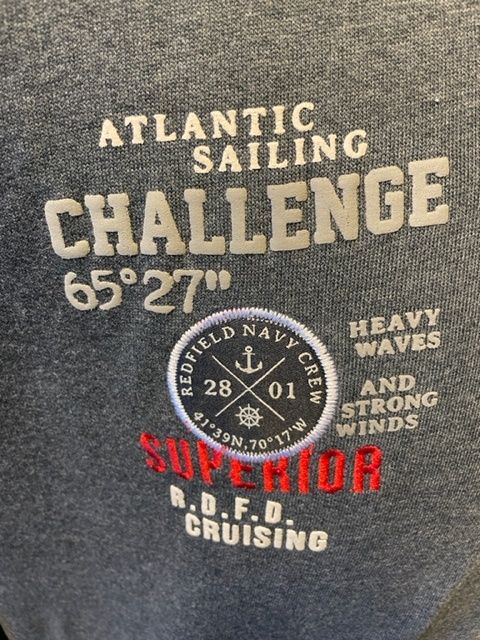 ATLANTIC
SAILING
CHALLENGE
65°27"
REDFIELD NAVY CREW
28 01
41°39N, 70°17'W
HEAVY
WAVES
AND
STRONG
WINDS
SUPERIOR
R.D.F.D.
CRUISING